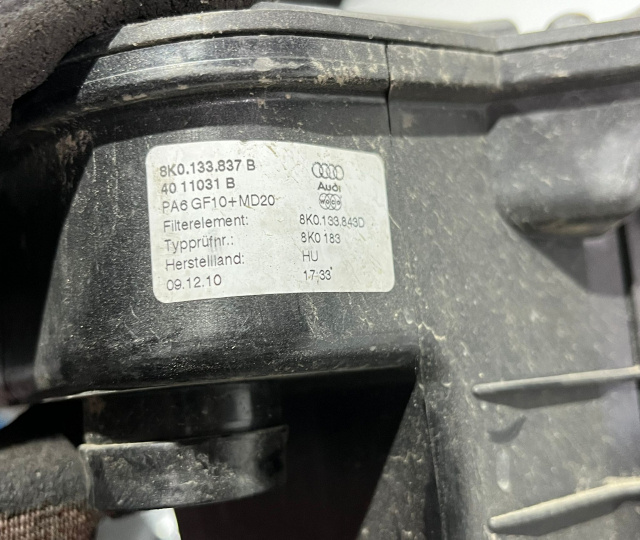 8K0.133.837 B
40 11031 B
Audi
PA6 GF10+MD20
WOCO
Filterelement: 8K0.133.843D
Typprüfnr.: 8K0 183
Herstellland: HU
09.12.10 17:33